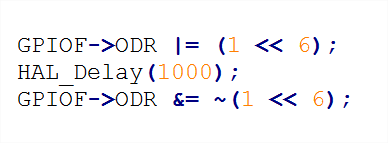 GPIOF->ODR |= (1 << 6);
HAL_Delay(1000);
GPIOF->ODR &= ~(1 << 6);